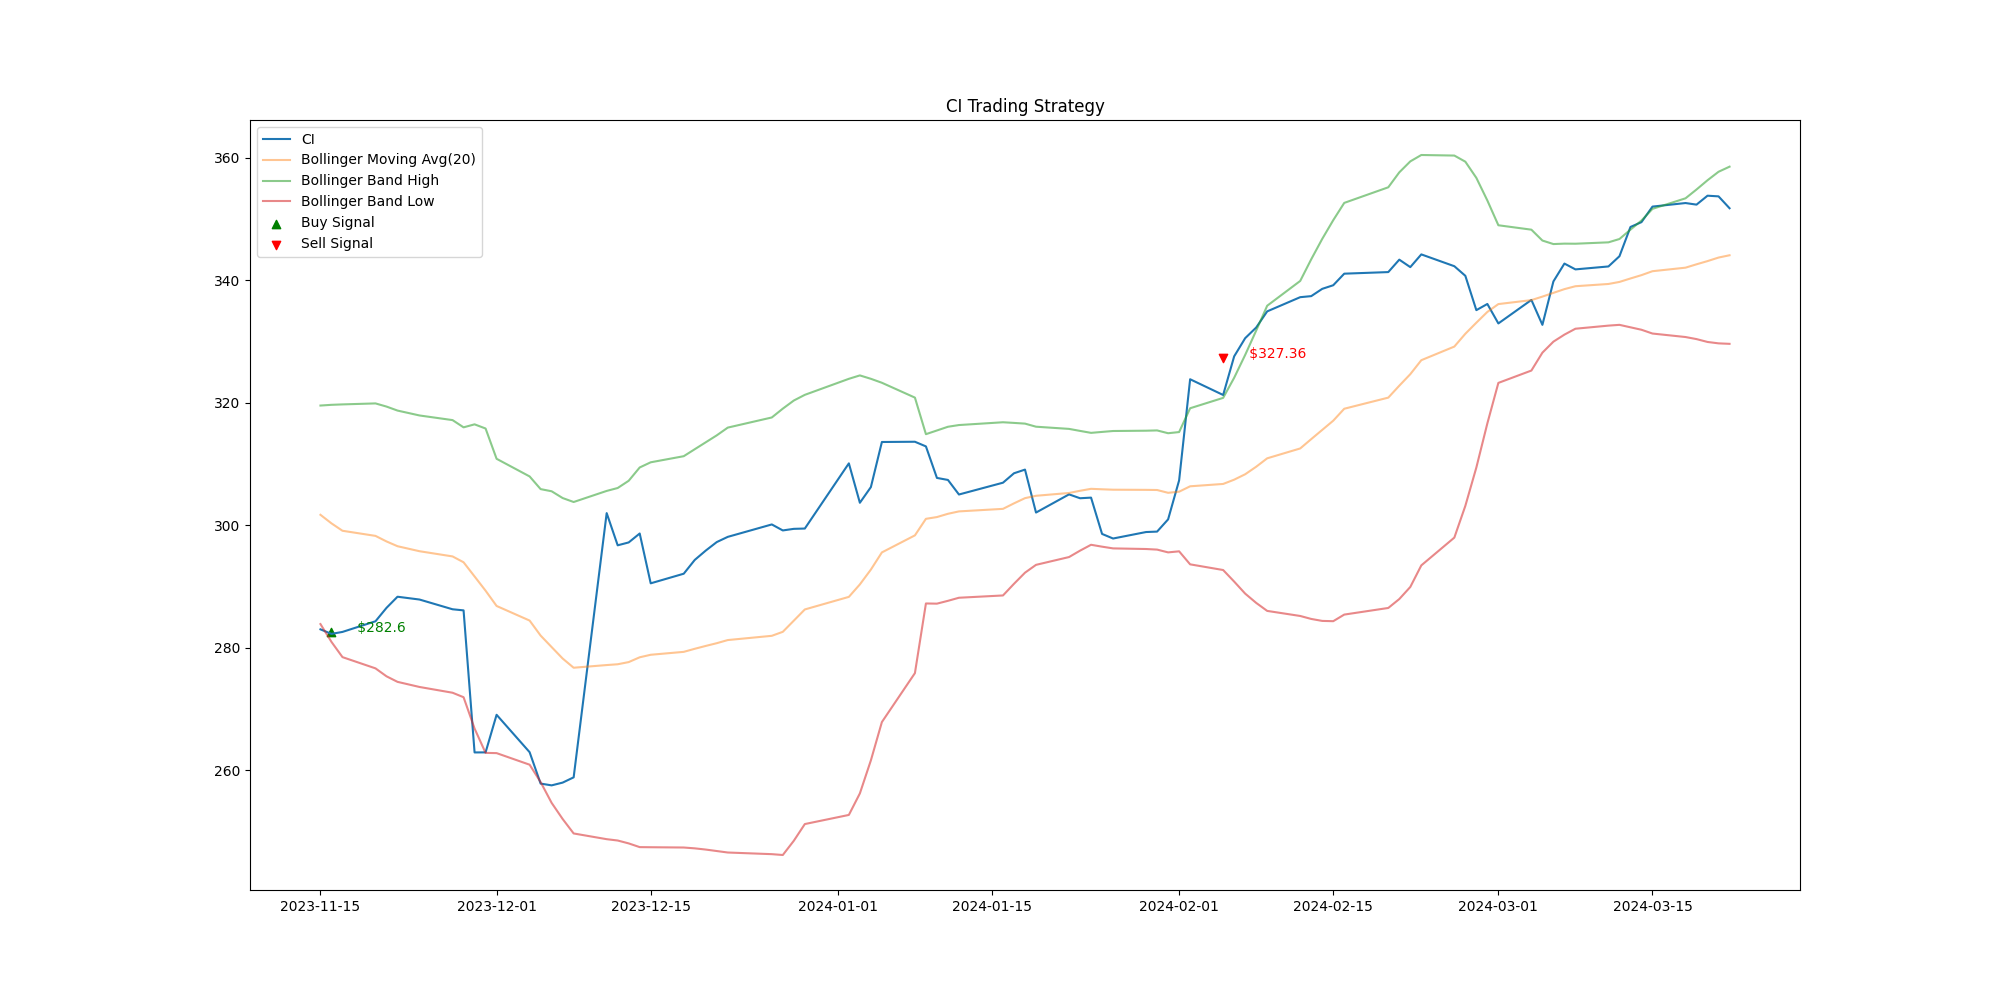 CI Trading Strategy
CI
Bollinger Moving Avg(20)
Bollinger Band High
Bollinger Band Low
Buy Signal
Sell Signal
360
340
320
300
280
260
$327.36
$282.6
2023-11-15
2023-12-01
2023-12-15
2024-01-01
2024-01-15
2024-02-01
2024-02-15
2024-03-01
2024-03-15